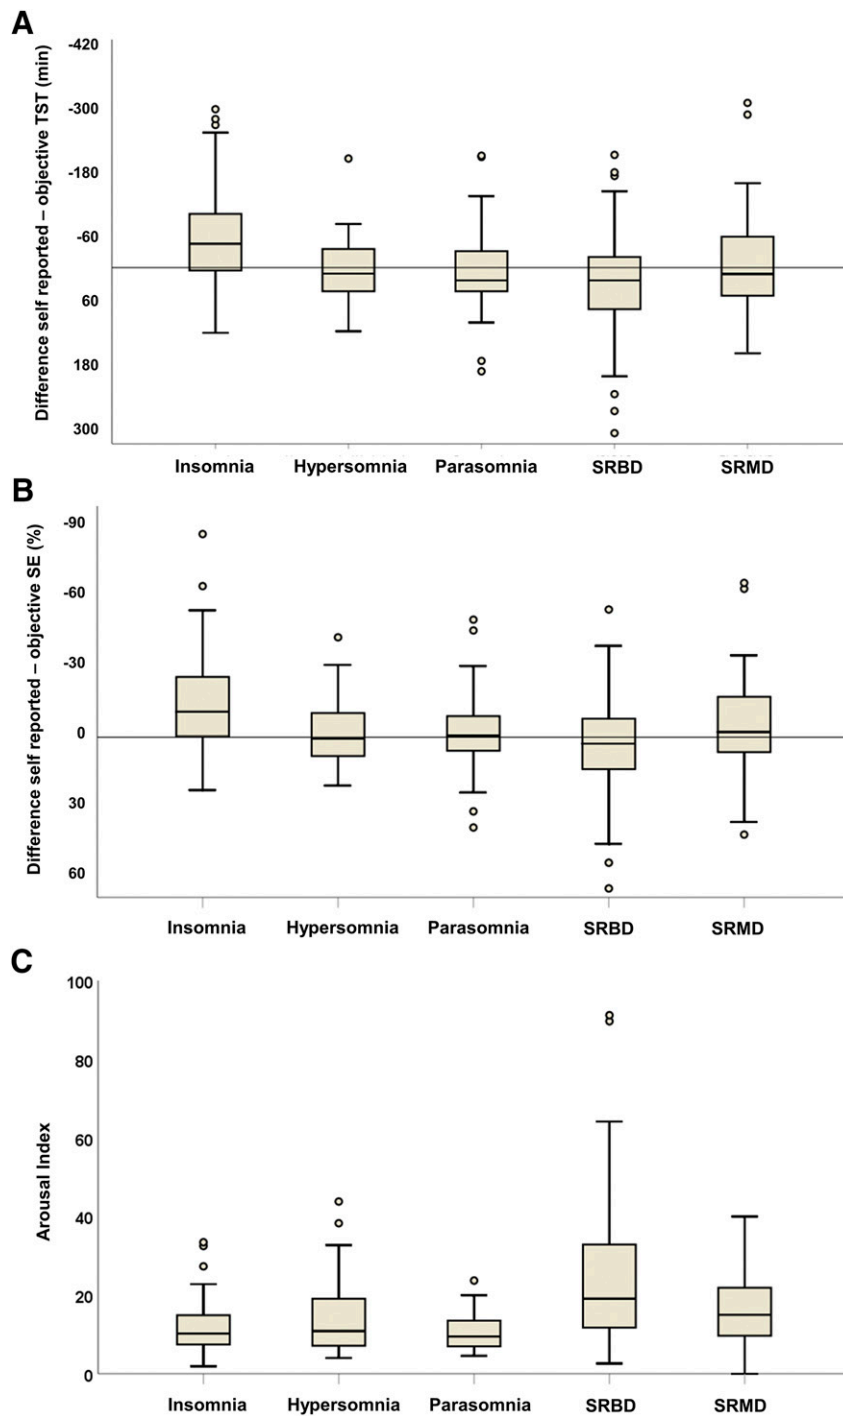 A
Difference self reported – objective TST (min)
-420
-300
-180
-60
60
180
300
Insomnia Hypersomnia Parasomnia SRBD SRMD
B
Difference self reported – objective SE (%)
-90
-60
-30
0
30
60
Insomnia Hypersomnia Parasomnia SRBD SRMD
C
Arousal Index
100
80
60
40
20
0
Insomnia Hypersomnia Parasomnia SRBD SRMD